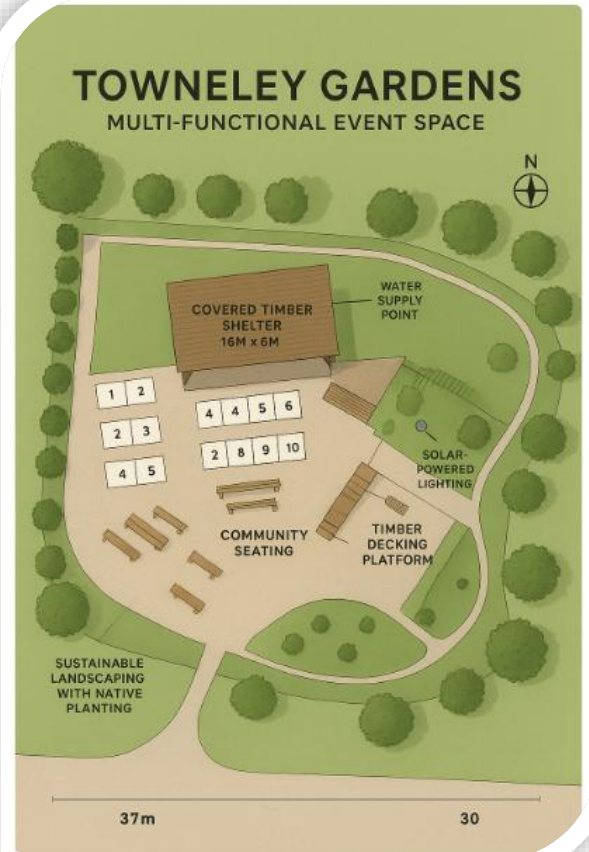 TOWNELEY GARDENS
MULTI-FUNCTIONAL EVENT SPACE
N
WATER
SUPPLY
POINT
COVERED TIMBER
SHELTER
16M x 6M
1 2
4 4 5 6
2 3
2 8 9 10
4 5
SOLAR-
POWERED
LIGHTING
COMMUNITY
SEATING
TIMBER
DECKING
PLATFORM
SUSTAINABLE
LANDSCAPING
WITH NATIVE
PLANTING
37m 30